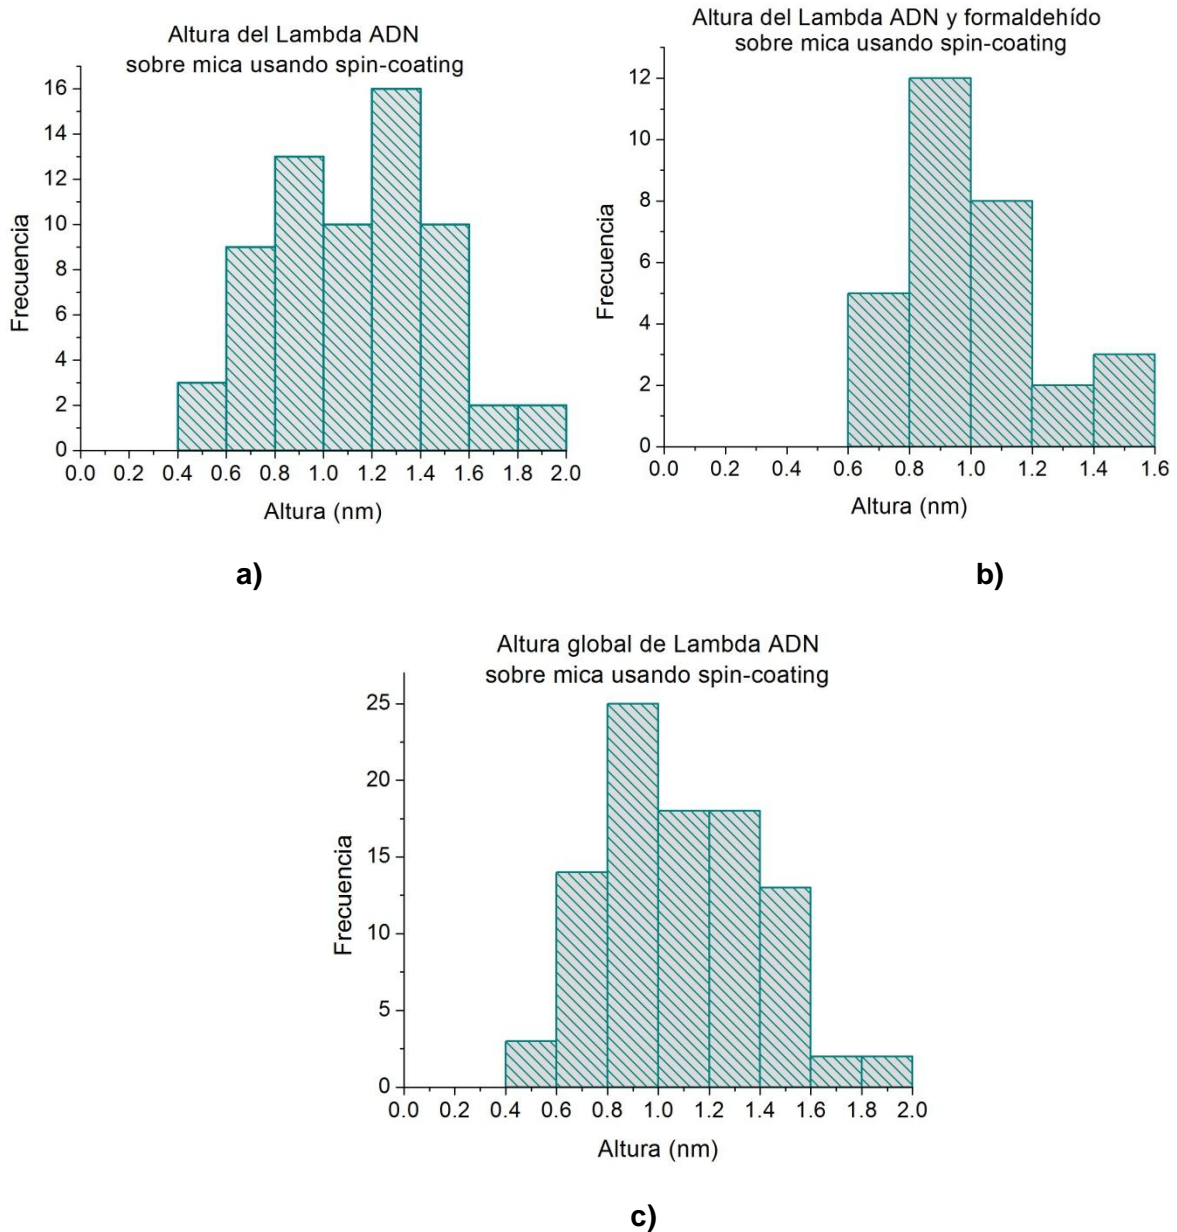 Altura del Lambda ADN
sobre mica usando spin-coating
16
14
12
10
8
6
4
2
0
Frecuencia
0.0 0.2 0.4 0.6 0.8 1.0 1.2 1.4 1.6 1.8 2.0
Altura (nm)
a)
Altura del Lambda ADN y formaldehído
sobre mica usando spin-coating
12
10
8
6
4
2
0
Frecuencia
0.0 0.2 0.4 0.6 0.8 1.0 1.2 1.4 1.6
Altura (nm)
b)
Altura global de Lambda ADN
sobre mica usando spin-coating
25
20
15
10
5
0
Frecuencia
0.0 0.2 0.4 0.6 0.8 1.0 1.2 1.4 1.6 1.8 2.0
Altura (nm)
c)